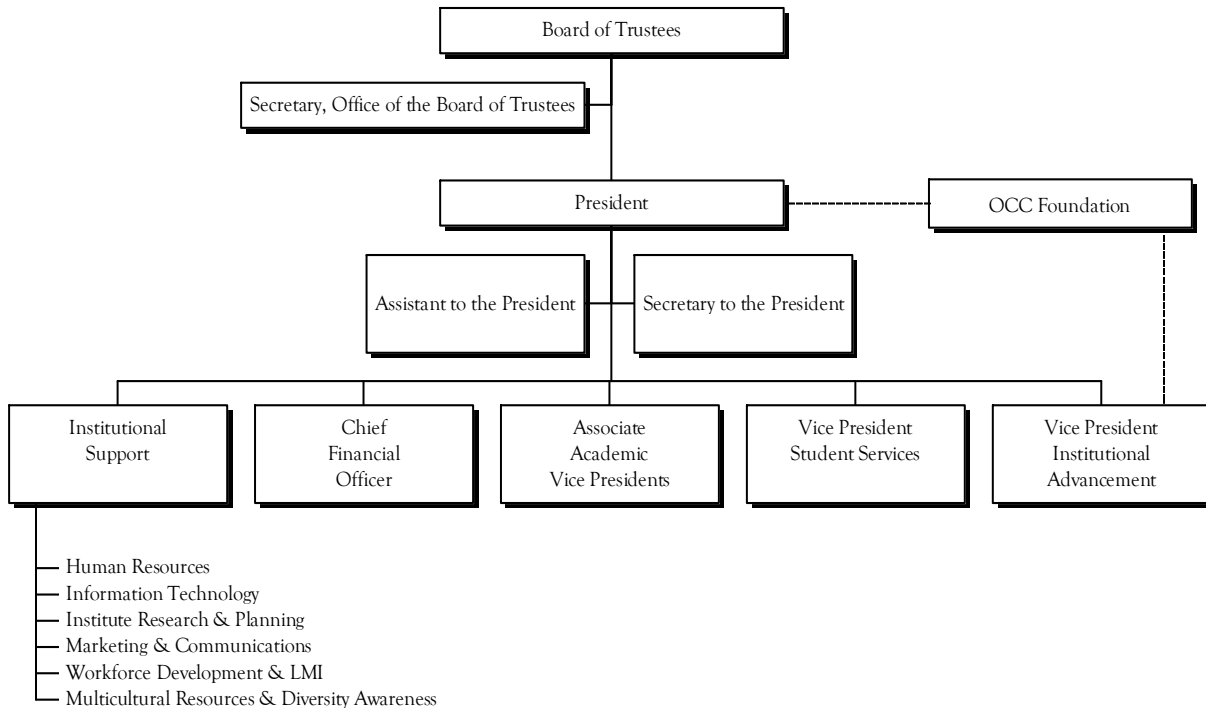 Board of Trustees
Secretary, Office of the Board of Trustees
President
OCC Foundation
Assistant to the President
Secretary to the President
Institutional
Support
Chief
Financial
Officer
Associate
Academic
Vice Presidents
Vice President
Student Services
Vice President
Institutional
Advancement
Human Resources
Information Technology
Institute Research & Planning
Marketing & Communications
Workforce Development & LMI
Multicultural Resources & Diversity Awareness